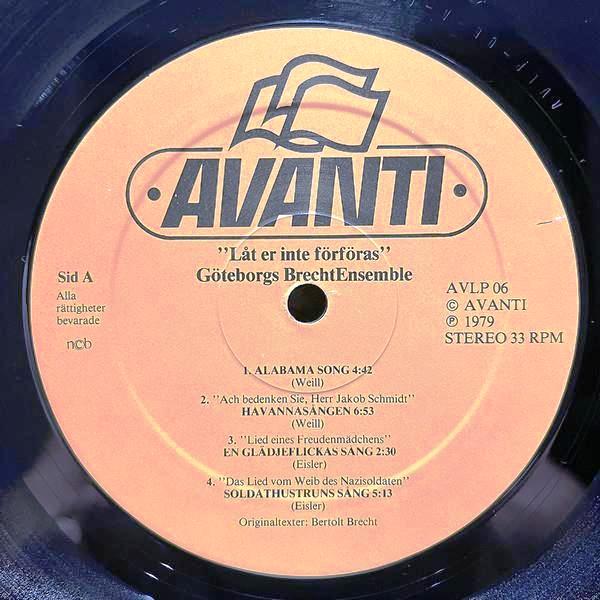 AVANTI
"Låt er inte förföras"
Göteborgs BrechtEnsemble
Sid A
Alla
rättigheter
bevarade
ncb
AVLP 06
© AVANTI
℗ 1979
STEREO 33 RPM
1. ALABAMA SONG 4:42
(Weill)
2. "Ach bedenken Sie, Herr Jakob Schmidt"
HAVANNASÅNGEN 6:53
(Weill)
3. "Lied eines Freudenmädchens"
EN GLÄDJEFLICKAS SÅNG 2:30
(Eisler)
4. "Das Lied vom Weib des Nazisoldaten"
SOLDATHUSTRUNS SÅNG 5:13
(Eisler)
Originaltexter: Bertolt Brecht